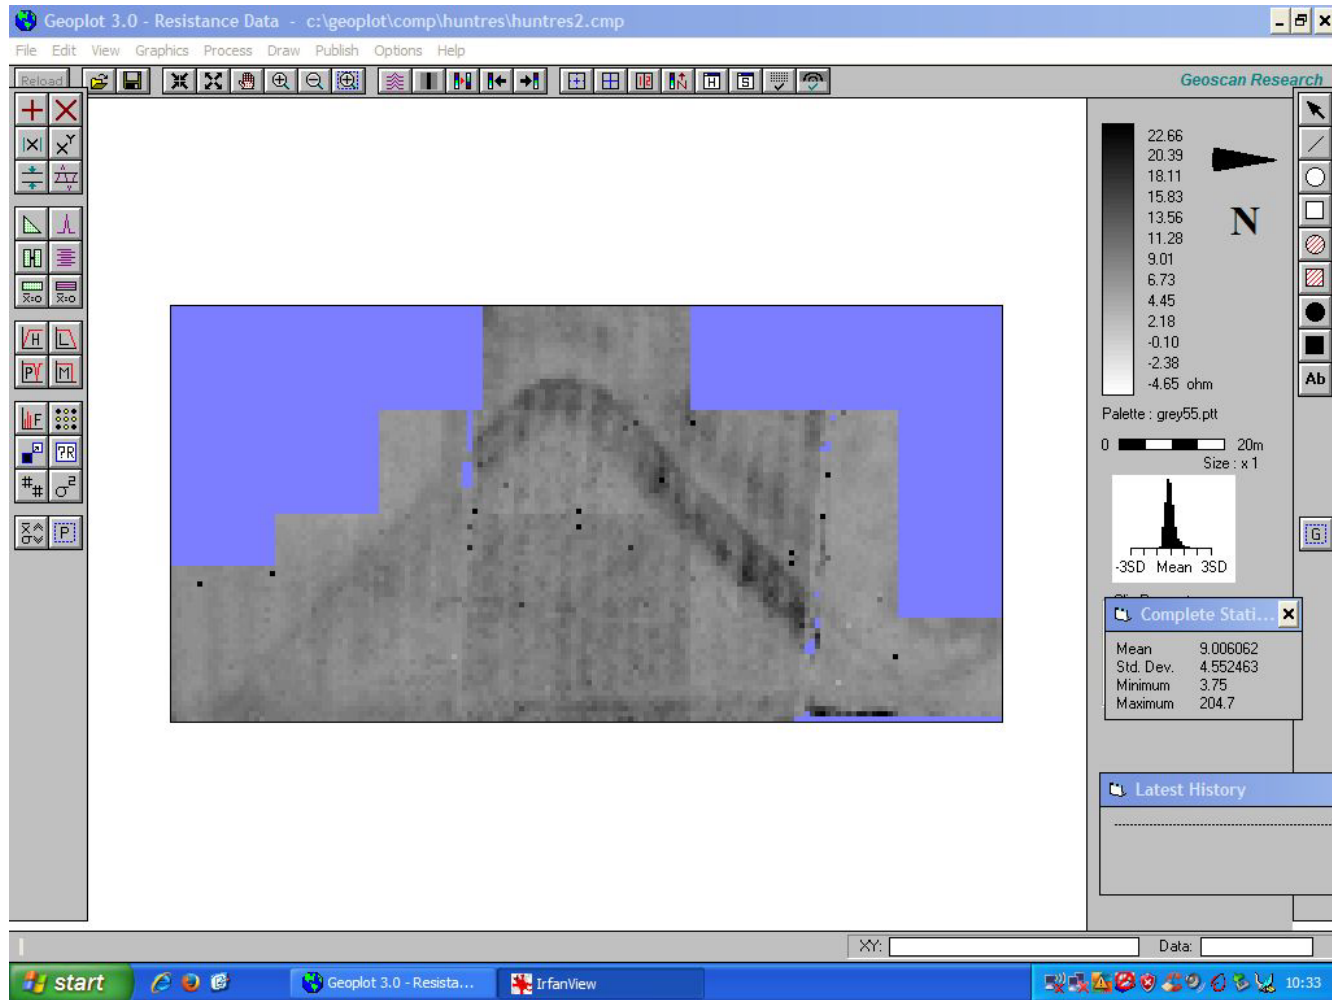 Geoplot 3.0 - Resistance Data - c:\geoplot\comp\huntres\huntres2.cmp
File Edit View Graphics Process Draw Publish Options Help
Reload
Geoscan Research
22.66
20.39
18.11
15.83
13.56
11.28
9.01
6.73
4.45
2.18
-0.10
-2.38
-4.65 ohm
N
Palette : grey55.ptt
0 20m
Size : x 1
-3SD Mean 3SD
Complete Stati...
Mean 9.006062
Std. Dev. 4.552463
Minimum 3.75
Maximum 204.7
Latest History
XY: Data:
start Geoplot 3.0 - Resista... IrfanView 10:33
Ab
G